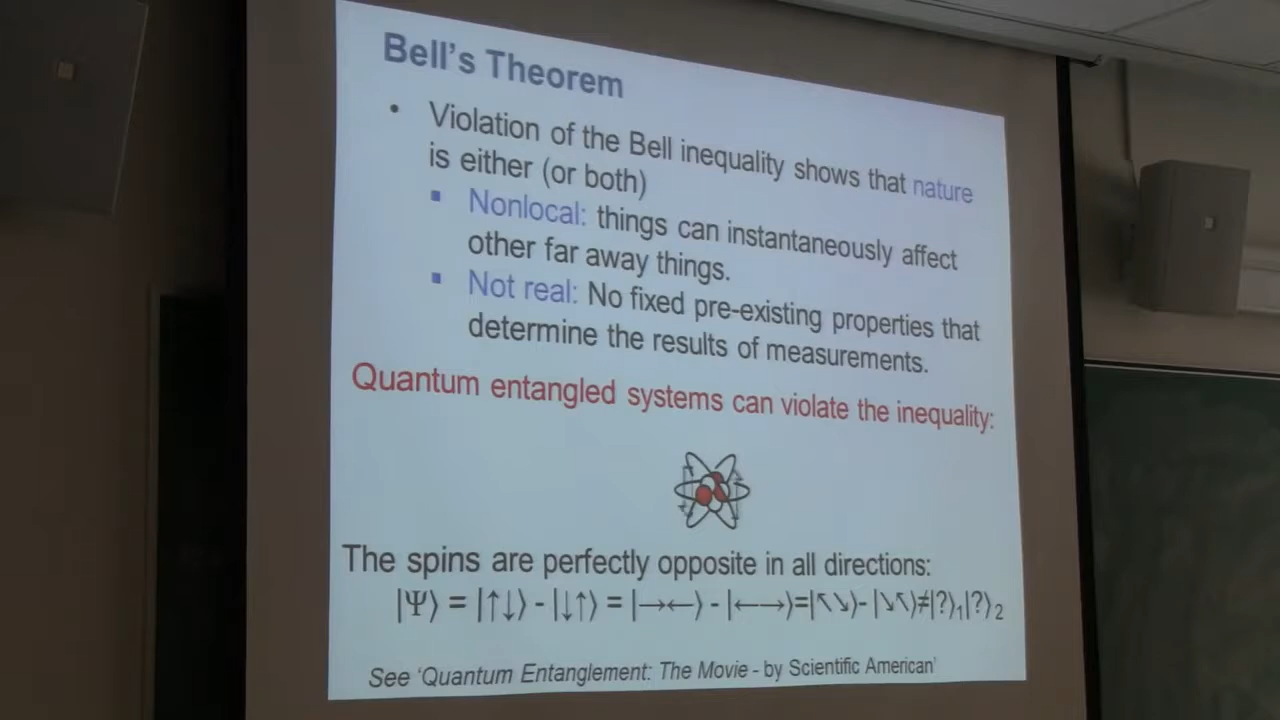 Bell's Theorem
• Violation of the Bell inequality shows that nature
is either (or both)
▪ Nonlocal: things can instantaneously affect
other far away things.
▪ Not real: No fixed pre-existing properties that
determine the results of measurements.
Quantum entangled systems can violate the inequality:
The spins are perfectly opposite in all directions:
|Ψ⟩ = |↑↓⟩ - |↓↑⟩ = |→←⟩ - |←→⟩=|↖↘⟩- |↘↖⟩≠|?⟩₁|?⟩₂
See 'Quantum Entanglement: The Movie - by Scientific American'